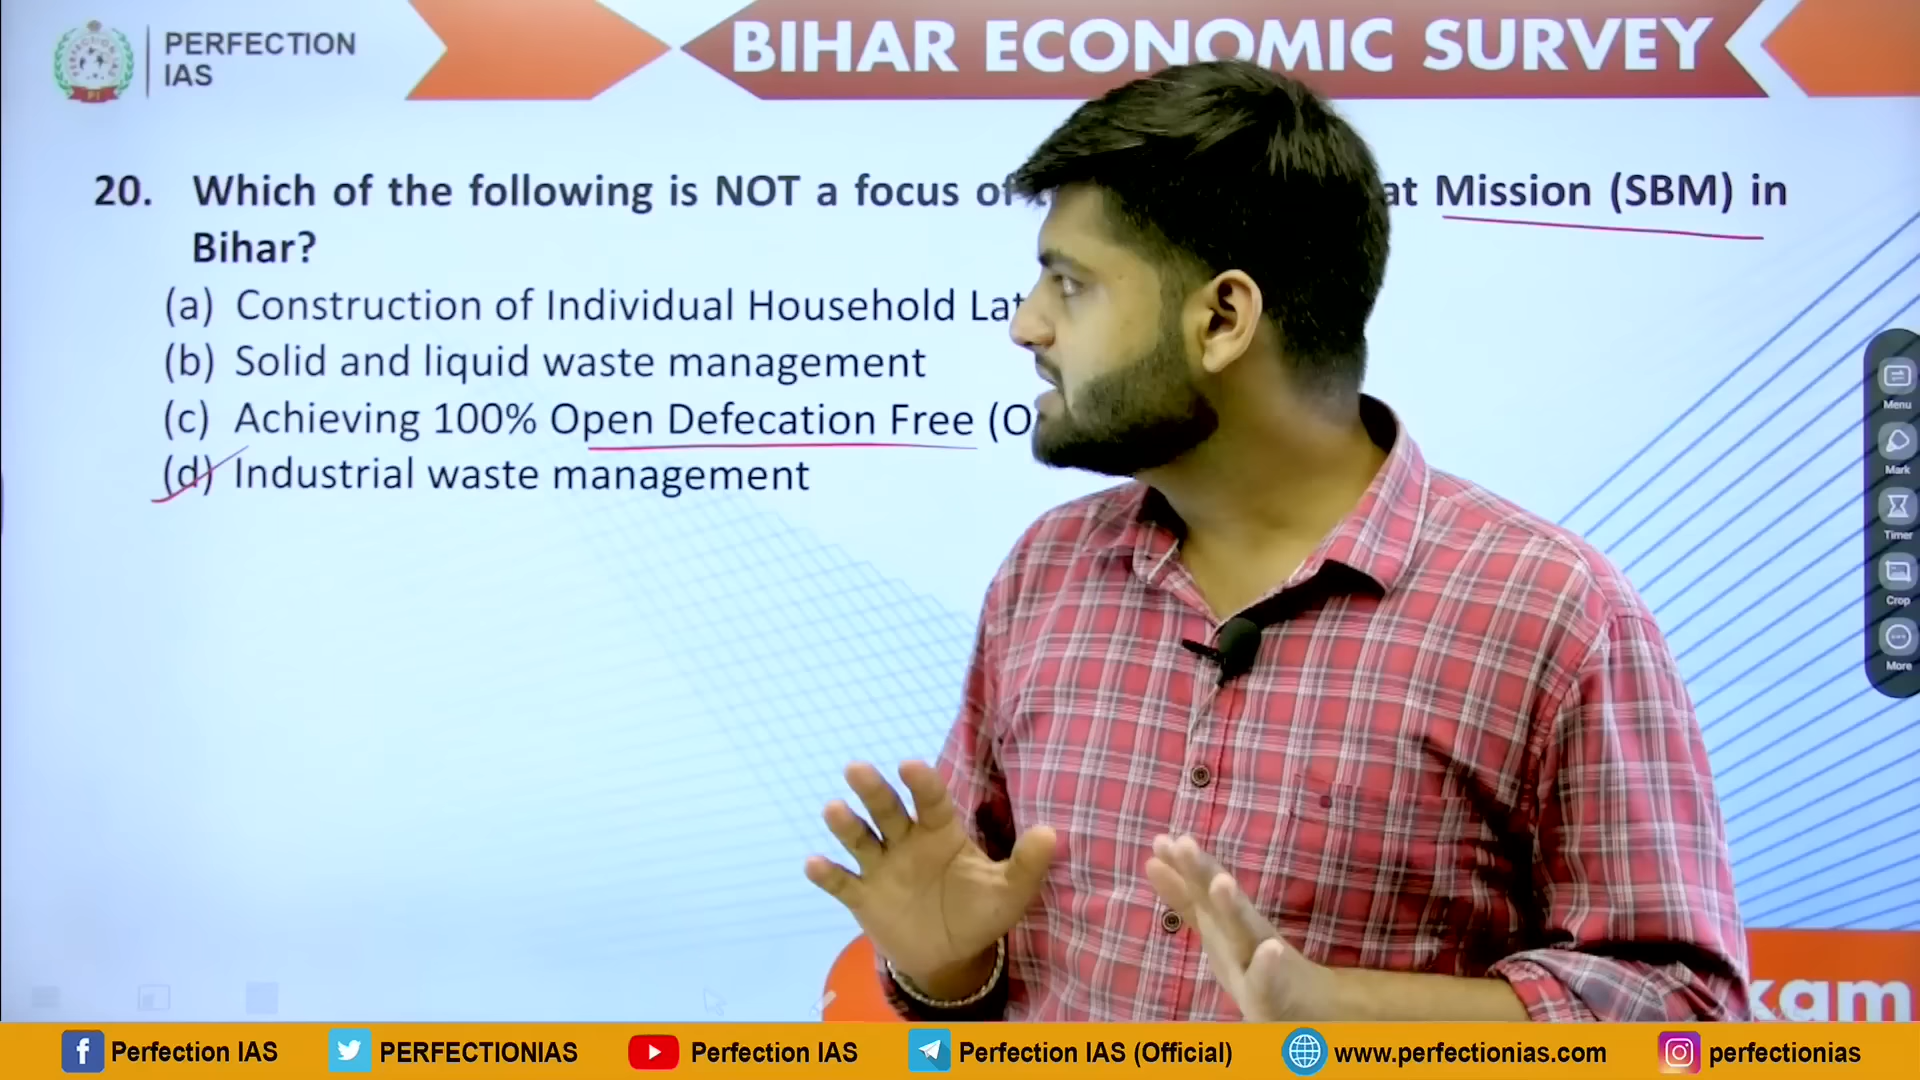 PERFECTION
IAS
BIHAR ECONOMIC SURVEY
20. Which of the following is NOT a focus of at Mission (SBM) in
Bihar?
(a) Construction of Individual Household
(b) Solid and liquid waste management
(c) Achieving 100% Open Defecation Free
(d) Industrial waste management
Menu
Mark
Timer
Crop
More
Perfection IAS
PERFECTIONIAS
Perfection IAS
Perfection IAS (Official)
www.perfectionias.com
perfectionias